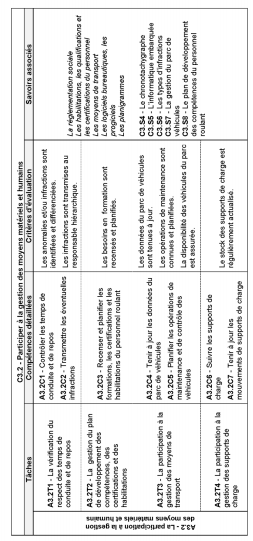 C3.2 - Participer à la gestion des moyens matériels et humains
Tâches
Compétences détaillées
Critères d'évaluation
Savoirs associés
A3.2 - La participation à la gestion
des moyens matériels et humains
A3.2T1 - La vérification du
respect des temps de
conduite et de repos
A3.2T2 - La gestion du plan
de développement des
compétences, des
certifications et des
habilitations
A3.2T3 - La participation à la
gestion des moyens de
transport
A3.2T4 - La participation à la
gestion des supports de
charge
A3.2C1 - Contrôler les temps de
conduite et de repos
A3.2C2 - Transmettre les éventuelles
infractions
A3.2C3 - Recenser et planifier les
formations, les certifications et les
habilitations du personnel roulant
A3.2C4 - Tenir à jour les données du
parc de véhicules
A3.2C5 - Planifier les opérations de
maintenance et de contrôle des
véhicules
A3.2C6 - Suivre les supports de
charge
A3.2C7 - Tenir à jour les
mouvements de supports de charge
Les anomalies et/ou infractions sont
identifiées et différenciées.
Les infractions sont transmises au
responsable hiérarchique.
Les besoins en formation sont
recensés et planifiés.
Les données du parc de véhicules
sont tenues à jour.
Les opérations de maintenance sont
connues et planifiées.
La disponibilité des véhicules du parc
est assurée.
Le stock des supports de charge est
régulièrement actualisé.
La réglementation sociale
Les habilitations, les qualifications et
les certifications du personnel
Les moyens de transport
Les logiciels bureautiques, les
progiciels
Les planigrammes
C3.S4 - Le chronotachygraphe
C3.S5 - L'informatique embarquée
C3.S6 - Les types d'infractions
C3.S7 - La gestion du parc de
véhicules
C3.S8 - Le plan de développement
des compétences du personnel
roulant